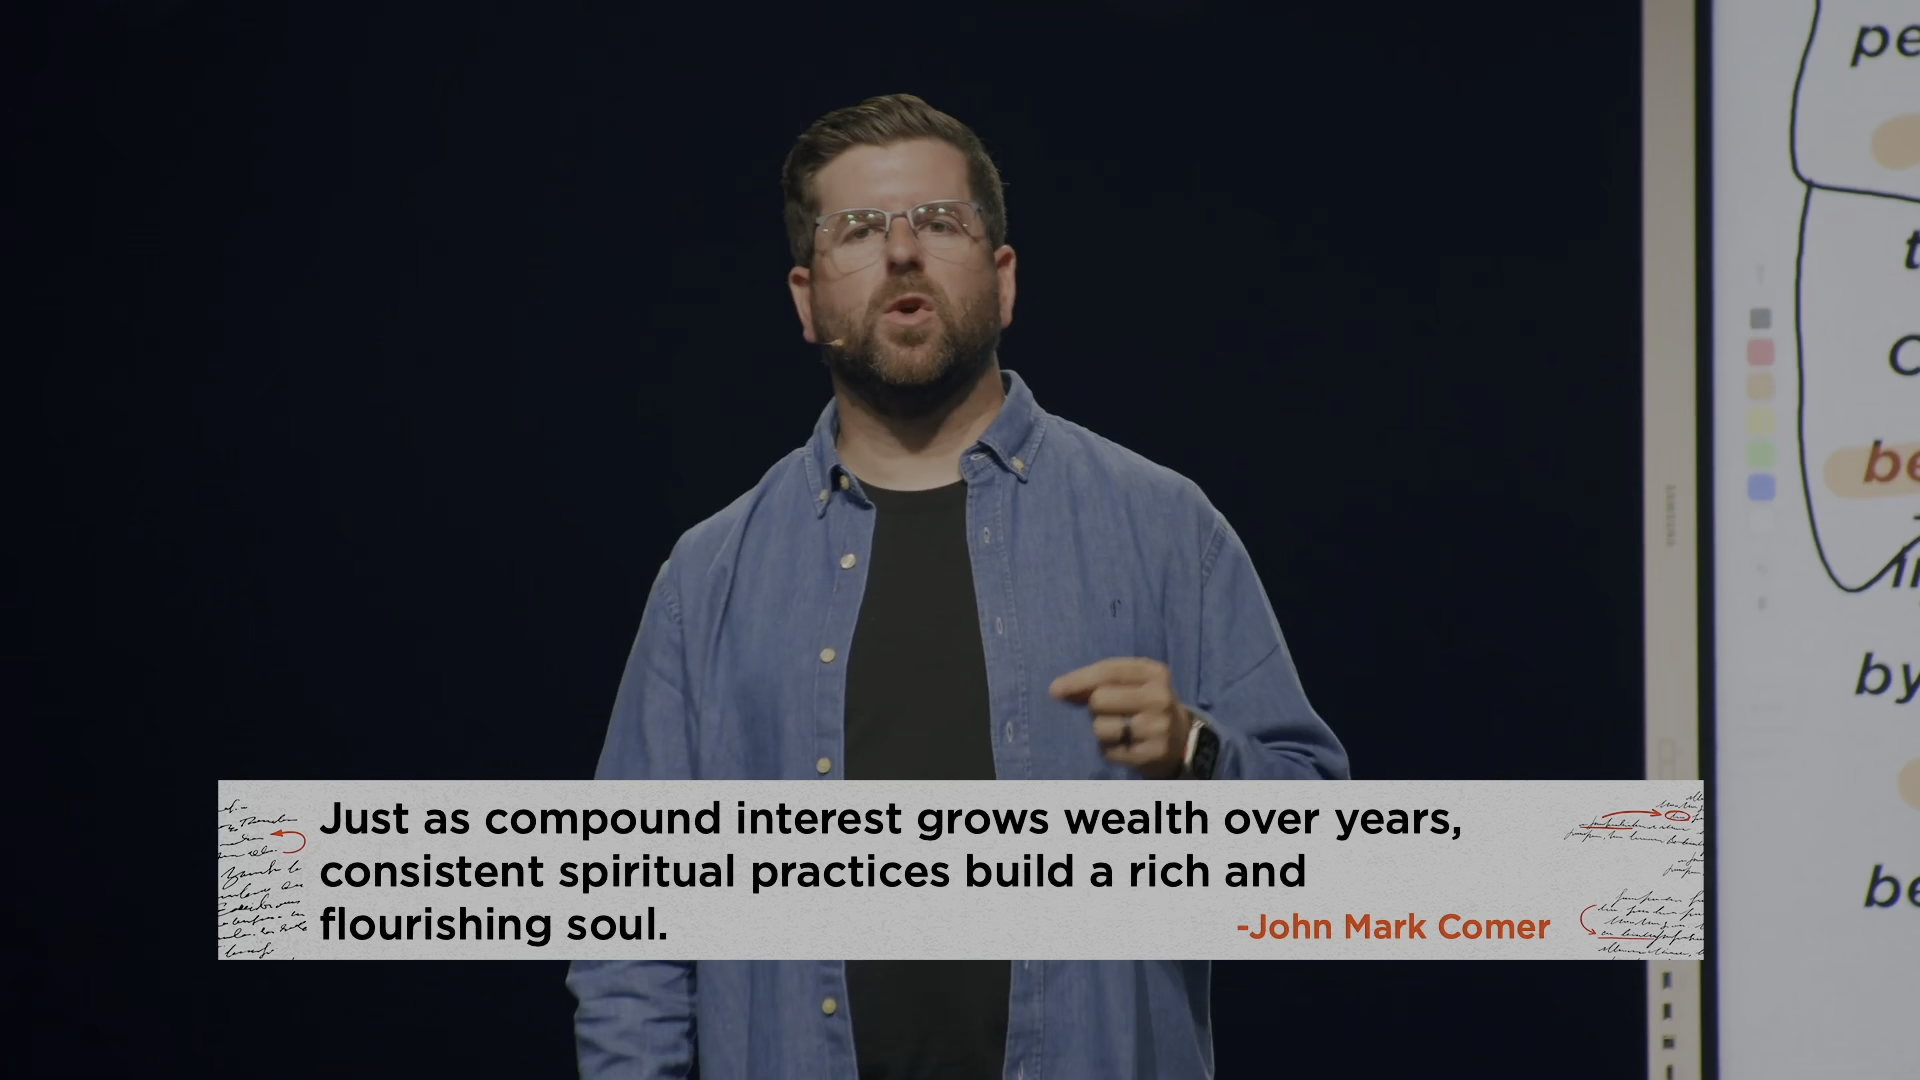 Just as compound interest grows wealth over years,
consistent spiritual practices build a rich and
flourishing soul.
-John Mark Comer
pe
t
c
be
in
by
be